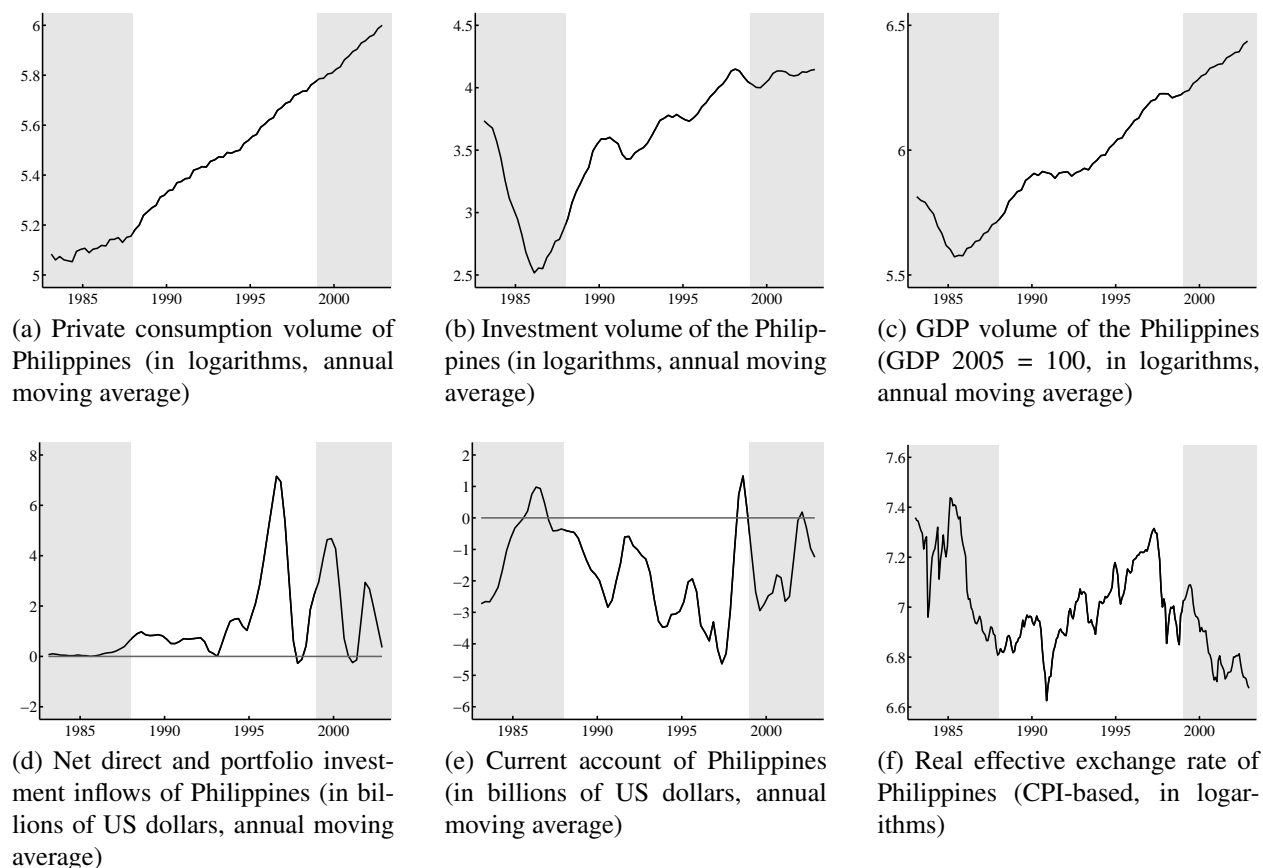 6
5.8
5.6
5.4
5.2
5
1985 1990 1995 2000
(a) Private consumption volume of
Philippines (in logarithms, annual
moving average)
4.5
4
3.5
3
2.5
1985 1990 1995 2000
(b) Investment volume of the Philip-
pines (in logarithms, annual moving
average)
6.5
6
5.5
1985 1990 1995 2000
(c) GDP volume of the Philippines
(GDP 2005 = 100, in logarithms,
annual moving average)
8
6
4
2
0
−2
1985 1990 1995 2000
(d) Net direct and portfolio invest-
ment inflows of Philippines (in bil-
lions of US dollars, annual moving
average)
2
1
0
−1
−2
−3
−4
−5
−6
1985 1990 1995 2000
(e) Current account of Philippines
(in billions of US dollars, annual
moving average)
7.6
7.4
7.2
7
6.8
6.6
1985 1990 1995 2000
(f) Real effective exchange rate of
Philippines (CPI-based, in logar-
ithms)